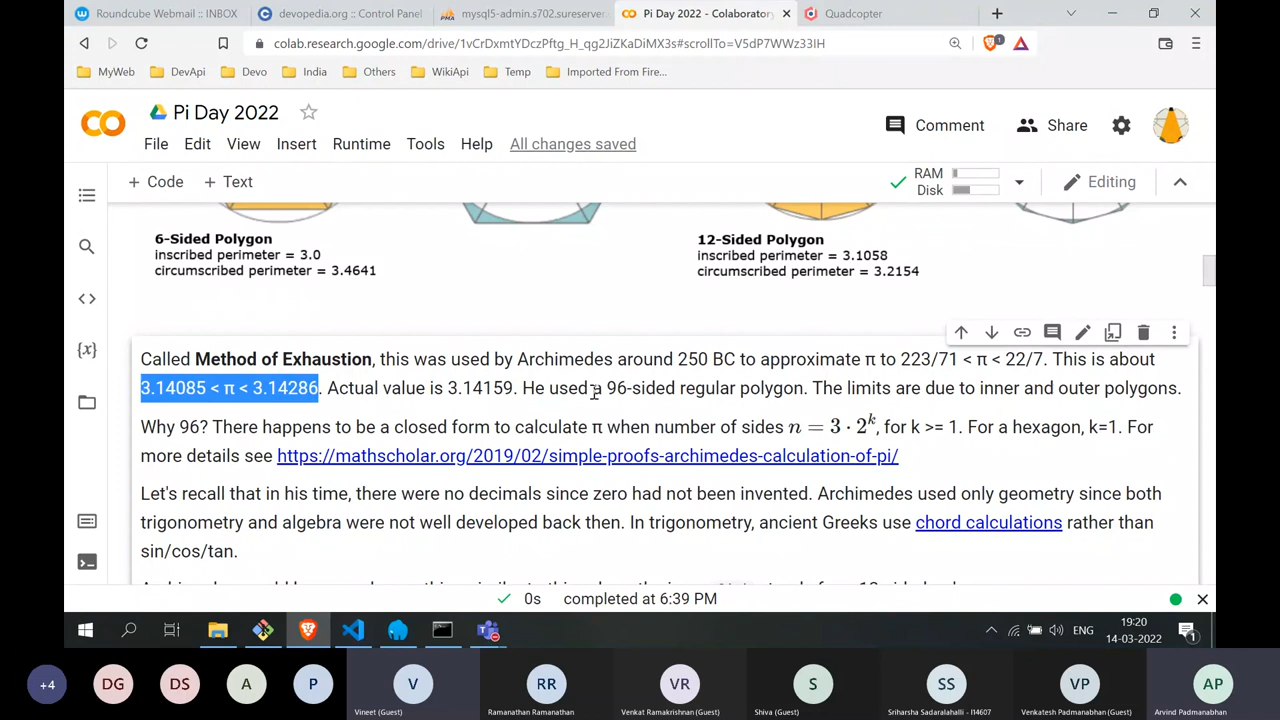 Roundcube Webmail :: INBOX
devopedia.org :: Control Panel
mysql5-admin.s702.sureserver.
Pi Day 2022 - Colaboratory
Quadcopter
colab.research.google.com/drive/1vCrDxmtYDczPftg_H_qg2JiZKaDiMX3s#scrollTo=V5dP7WWz33lH
MyWeb DevApi Devo India Others WikiApi Temp Imported From Fire...
Pi Day 2022
Comment Share
File Edit View Insert Runtime Tools Help All changes saved
+ Code + Text
RAM
Disk
Editing
6-Sided Polygon
inscribed perimeter = 3.0
circumscribed perimeter = 3.4641
12-Sided Polygon
inscribed perimeter = 3.1058
circumscribed perimeter = 3.2154
Called Method of Exhaustion, this was used by Archimedes around 250 BC to approximate π to 223/71 < π < 22/7. This is about
3.14085 < π < 3.14286. Actual value is 3.14159. He used a 96-sided regular polygon. The limits are due to inner and outer polygons.
Why 96? There happens to be a closed form to calculate π when number of sides n = 3 · 2^k, for k >= 1. For a hexagon, k=1. For
more details see https://mathscholar.org/2019/02/simple-proofs-archimedes-calculation-of-pi/
Let's recall that in his time, there were no decimals since zero had not been invented. Archimedes used only geometry since both
trigonometry and algebra were not well developed back then. In trigonometry, ancient Greeks use chord calculations rather than
sin/cos/tan.
0s completed at 6:39 PM
ENG
19:20
14-03-2022
+4 DG DS A P V RR VR S SS VP AP
Vineet (Guest)
Ramanathan Ramanathan
Venkat Ramakrishnan (Guest)
Shiva (Guest)
Sriharsha Sadaralahalli - I14607
Venkatesh Padmanabhan (Guest)
Arvind Padmanabhan